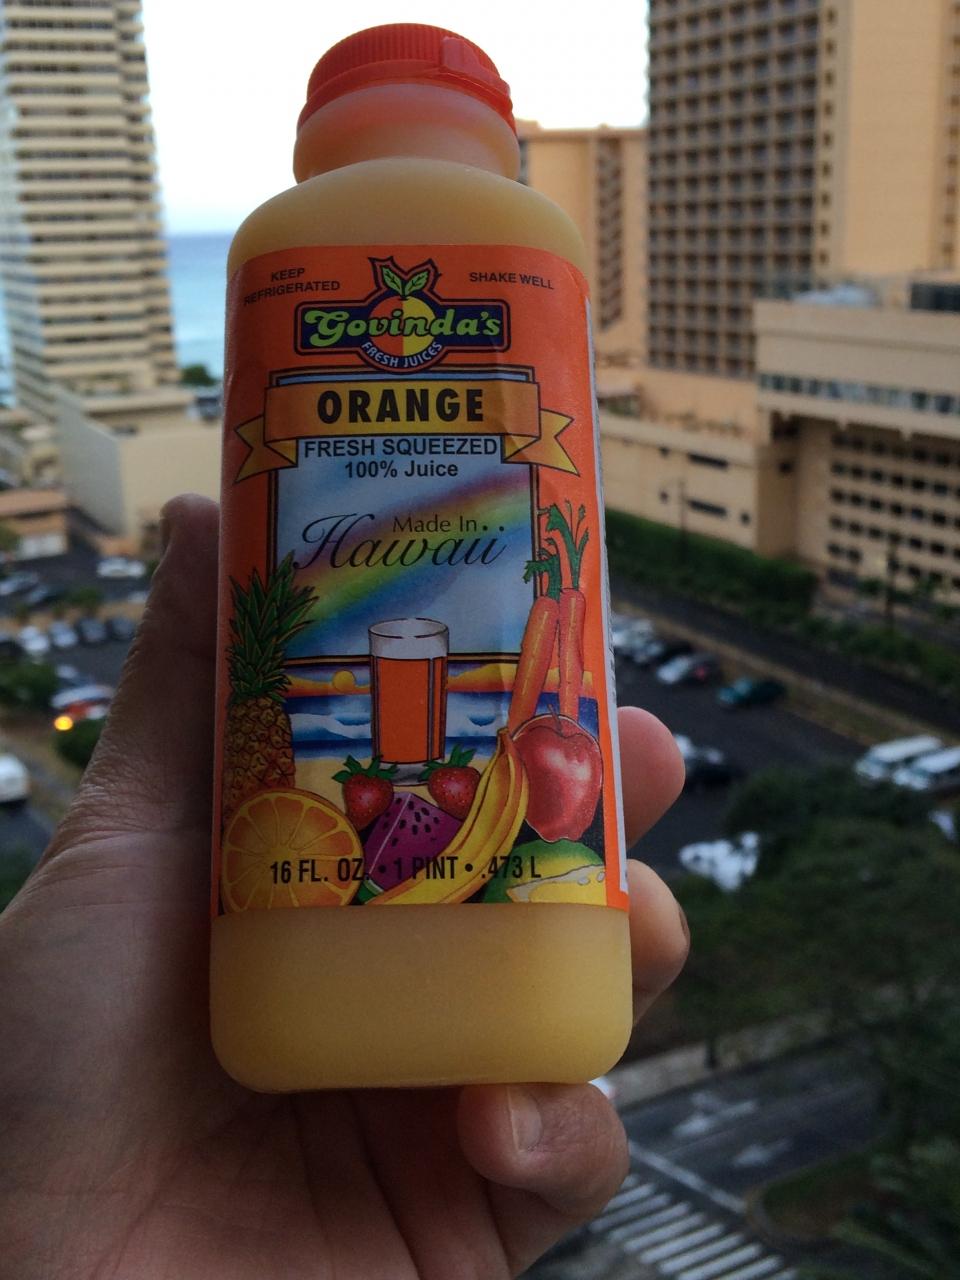 KEEP
REFRIGERATED
SHAKE WELL
Govinda's
FRESH JUICES
ORANGE
FRESH SQUEEZED
100% Juice
Made In
Hawaii
16 FL. OZ. • 1 PINT • .473 L